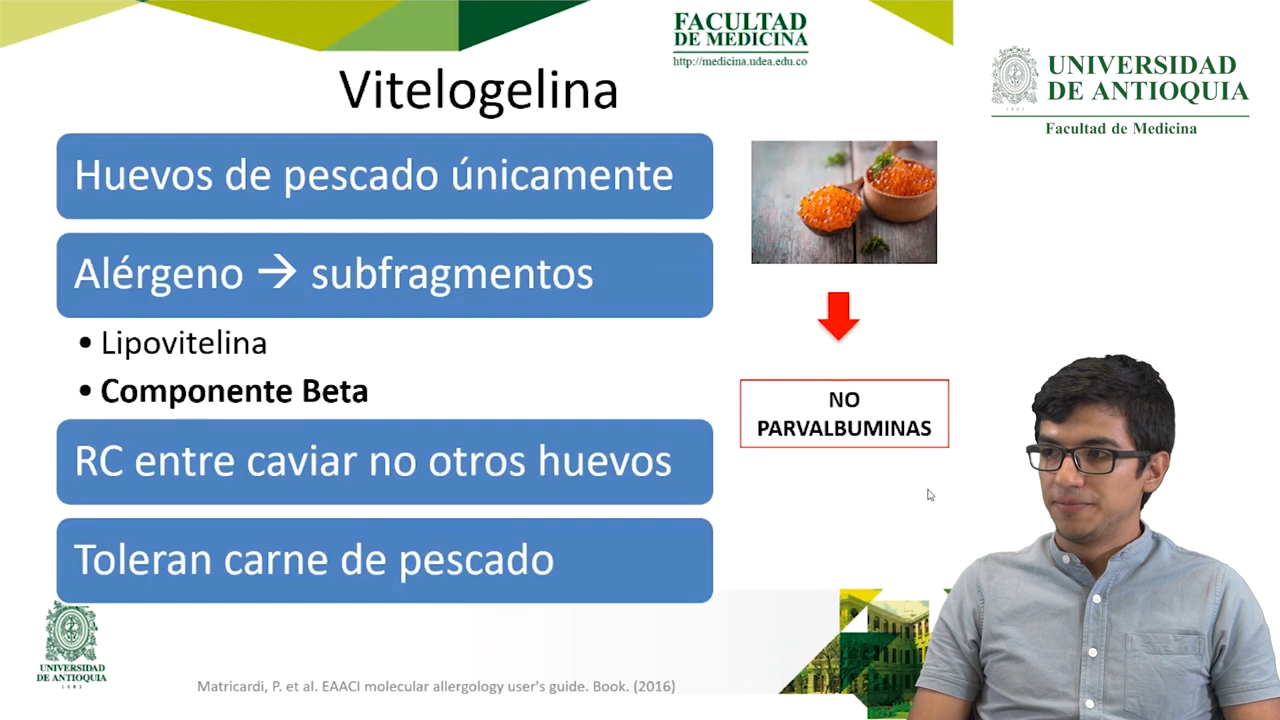 FACULTAD
DE MEDICINA
http://medicina.udea.edu.co
UNIVERSIDAD
DE ANTIOQUIA
1803
Facultad de Medicina
Vitelogelina
Huevos de pescado únicamente
Alérgeno → subfragmentos
• Lipovitelina
• Componente Beta
RC entre caviar no otros huevos
Toleran carne de pescado
NO
PARVALBUMINAS
UNIVERSIDAD
DE ANTIOQUIA
1803
Matricardi, P. et al. EAACI molecular allergology user's guide. Book. (2016)